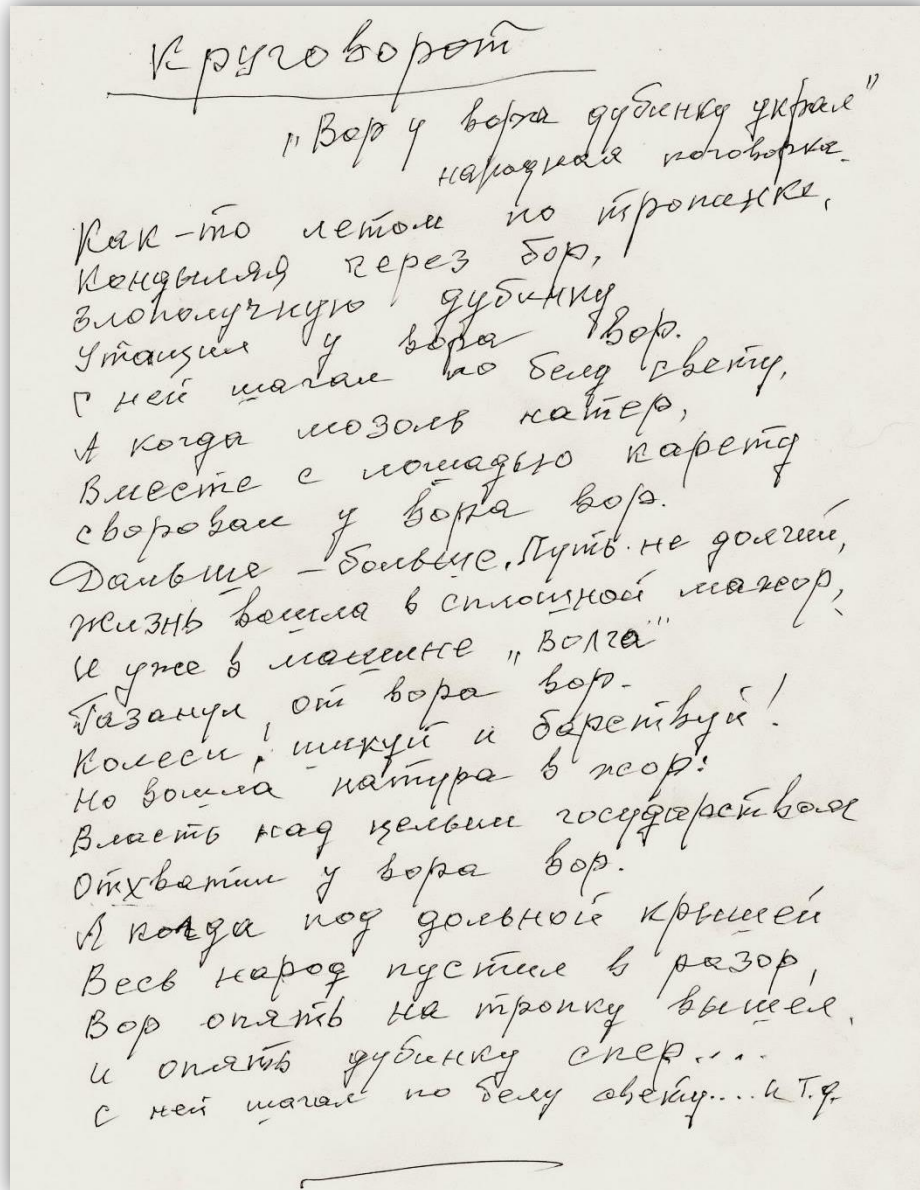 Круговорот
„Вор у вора дубинку украл"
народная поговорка.
Как-то летом по тропинке,
Кондыляя через бор,
Злополучную дубинку
Утащил у вора вор.
С ней шагал по белу свету,
А когда мозоль натер,
Вместе с лошадью карету
своровал у вора вор.
Дальше – больше. Путь не долгий,
жизнь вошла в сплошной мажор,
И уже в машине „Волга"
Газанул от вора вор.
Колеси! шикуй и барствуй!
Но вошла натура в жор:
Власть над целым государством
Отхватил у вора вор.
А когда под дольной крышей
Весь народ пустил в разор,
Вор опять на тропку вышел,
и опять дубинку спер....
с ней шагал по белу свету.... и т.д.